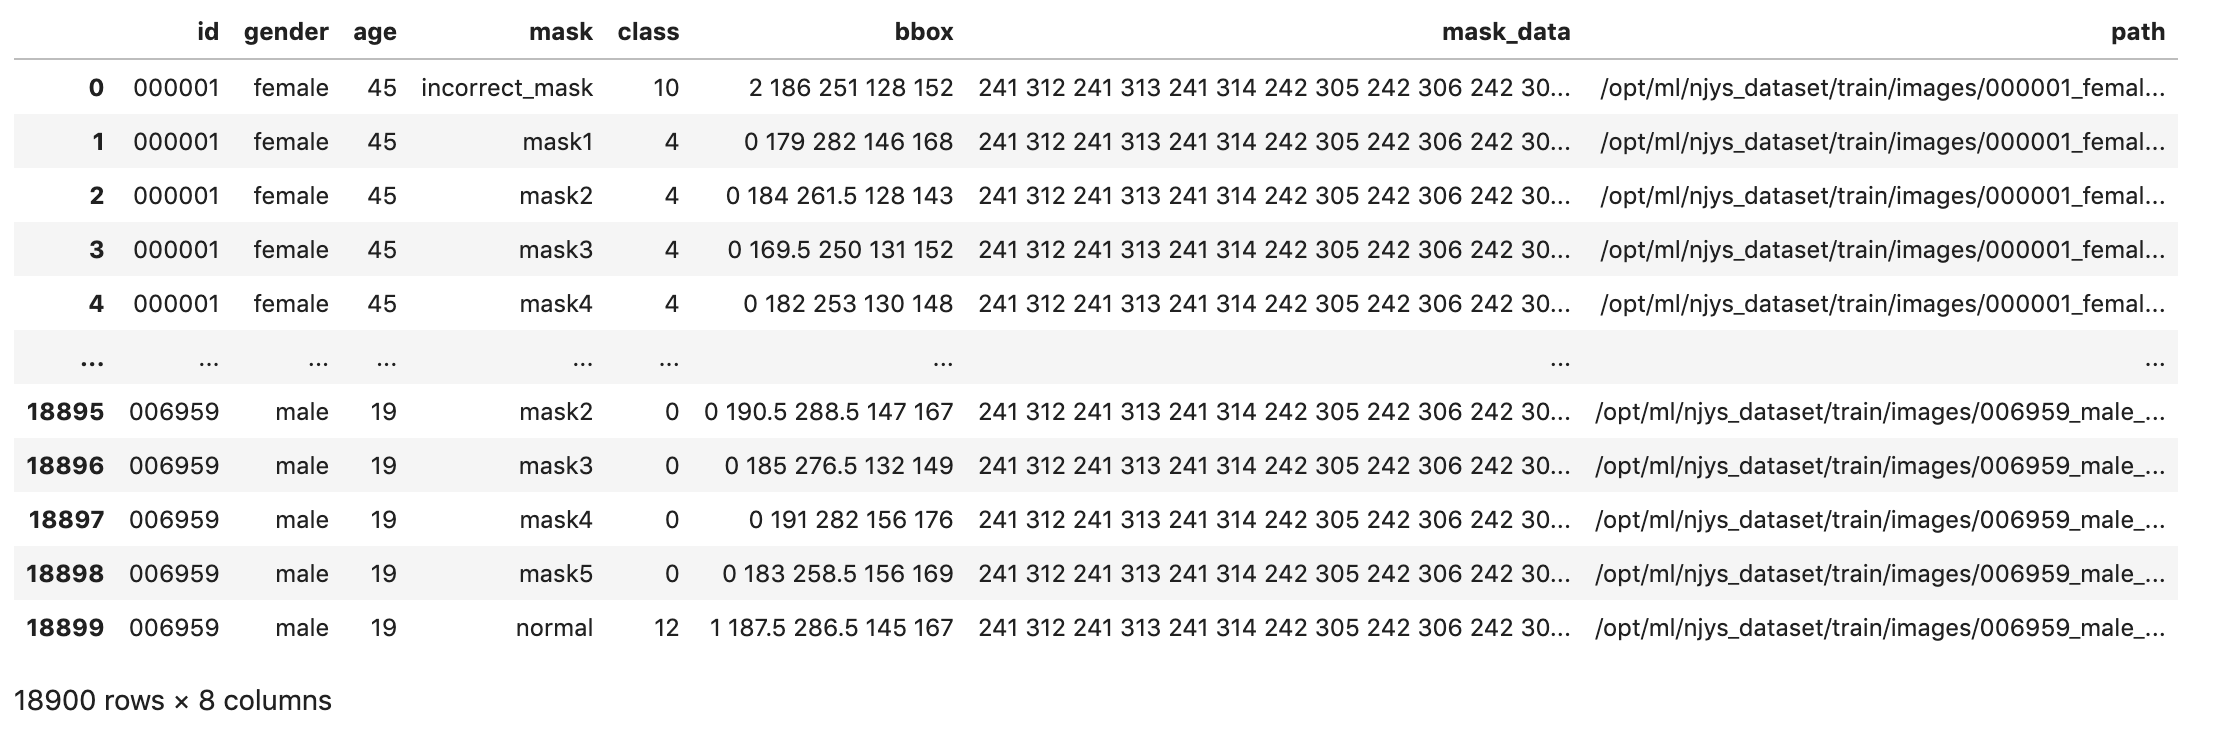 id gender age mask class bbox mask_data path
0 000001 female 45 incorrect_mask 10 2 186 251 128 152 241 312 241 313 241 314 242 305 242 306 242 30... /opt/ml/njys_dataset/train/images/000001_femal...
1 000001 female 45 mask1 4 0 179 282 146 168 241 312 241 313 241 314 242 305 242 306 242 30... /opt/ml/njys_dataset/train/images/000001_femal...
2 000001 female 45 mask2 4 0 184 261.5 128 143 241 312 241 313 241 314 242 305 242 306 242 30... /opt/ml/njys_dataset/train/images/000001_femal...
3 000001 female 45 mask3 4 0 169.5 250 131 152 241 312 241 313 241 314 242 305 242 306 242 30... /opt/ml/njys_dataset/train/images/000001_femal...
4 000001 female 45 mask4 4 0 182 253 130 148 241 312 241 313 241 314 242 305 242 306 242 30... /opt/ml/njys_dataset/train/images/000001_femal...
... ... ... ... ... ... ... ... ...
18895 006959 male 19 mask2 0 0 190.5 288.5 147 167 241 312 241 313 241 314 242 305 242 306 242 30... /opt/ml/njys_dataset/train/images/006959_male_...
18896 006959 male 19 mask3 0 0 185 276.5 132 149 241 312 241 313 241 314 242 305 242 306 242 30... /opt/ml/njys_dataset/train/images/006959_male_...
18897 006959 male 19 mask4 0 0 191 282 156 176 241 312 241 313 241 314 242 305 242 306 242 30... /opt/ml/njys_dataset/train/images/006959_male_...
18898 006959 male 19 mask5 0 0 183 258.5 156 169 241 312 241 313 241 314 242 305 242 306 242 30... /opt/ml/njys_dataset/train/images/006959_male_...
18899 006959 male 19 normal 12 1 187.5 286.5 145 167 241 312 241 313 241 314 242 305 242 306 242 30... /opt/ml/njys_dataset/train/images/006959_male_...
18900 rows × 8 columns